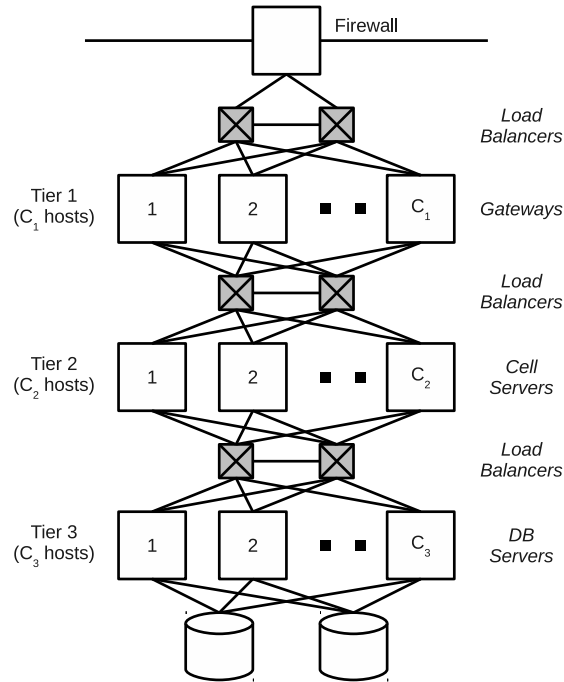 Firewall
Load
Balancers
Tier 1
(C1 hosts)
1
2
C1
Gateways
Load
Balancers
Tier 2
(C2 hosts)
1
2
C2
Cell
Servers
Load
Balancers
Tier 3
(C3 hosts)
1
2
C3
DB
Servers